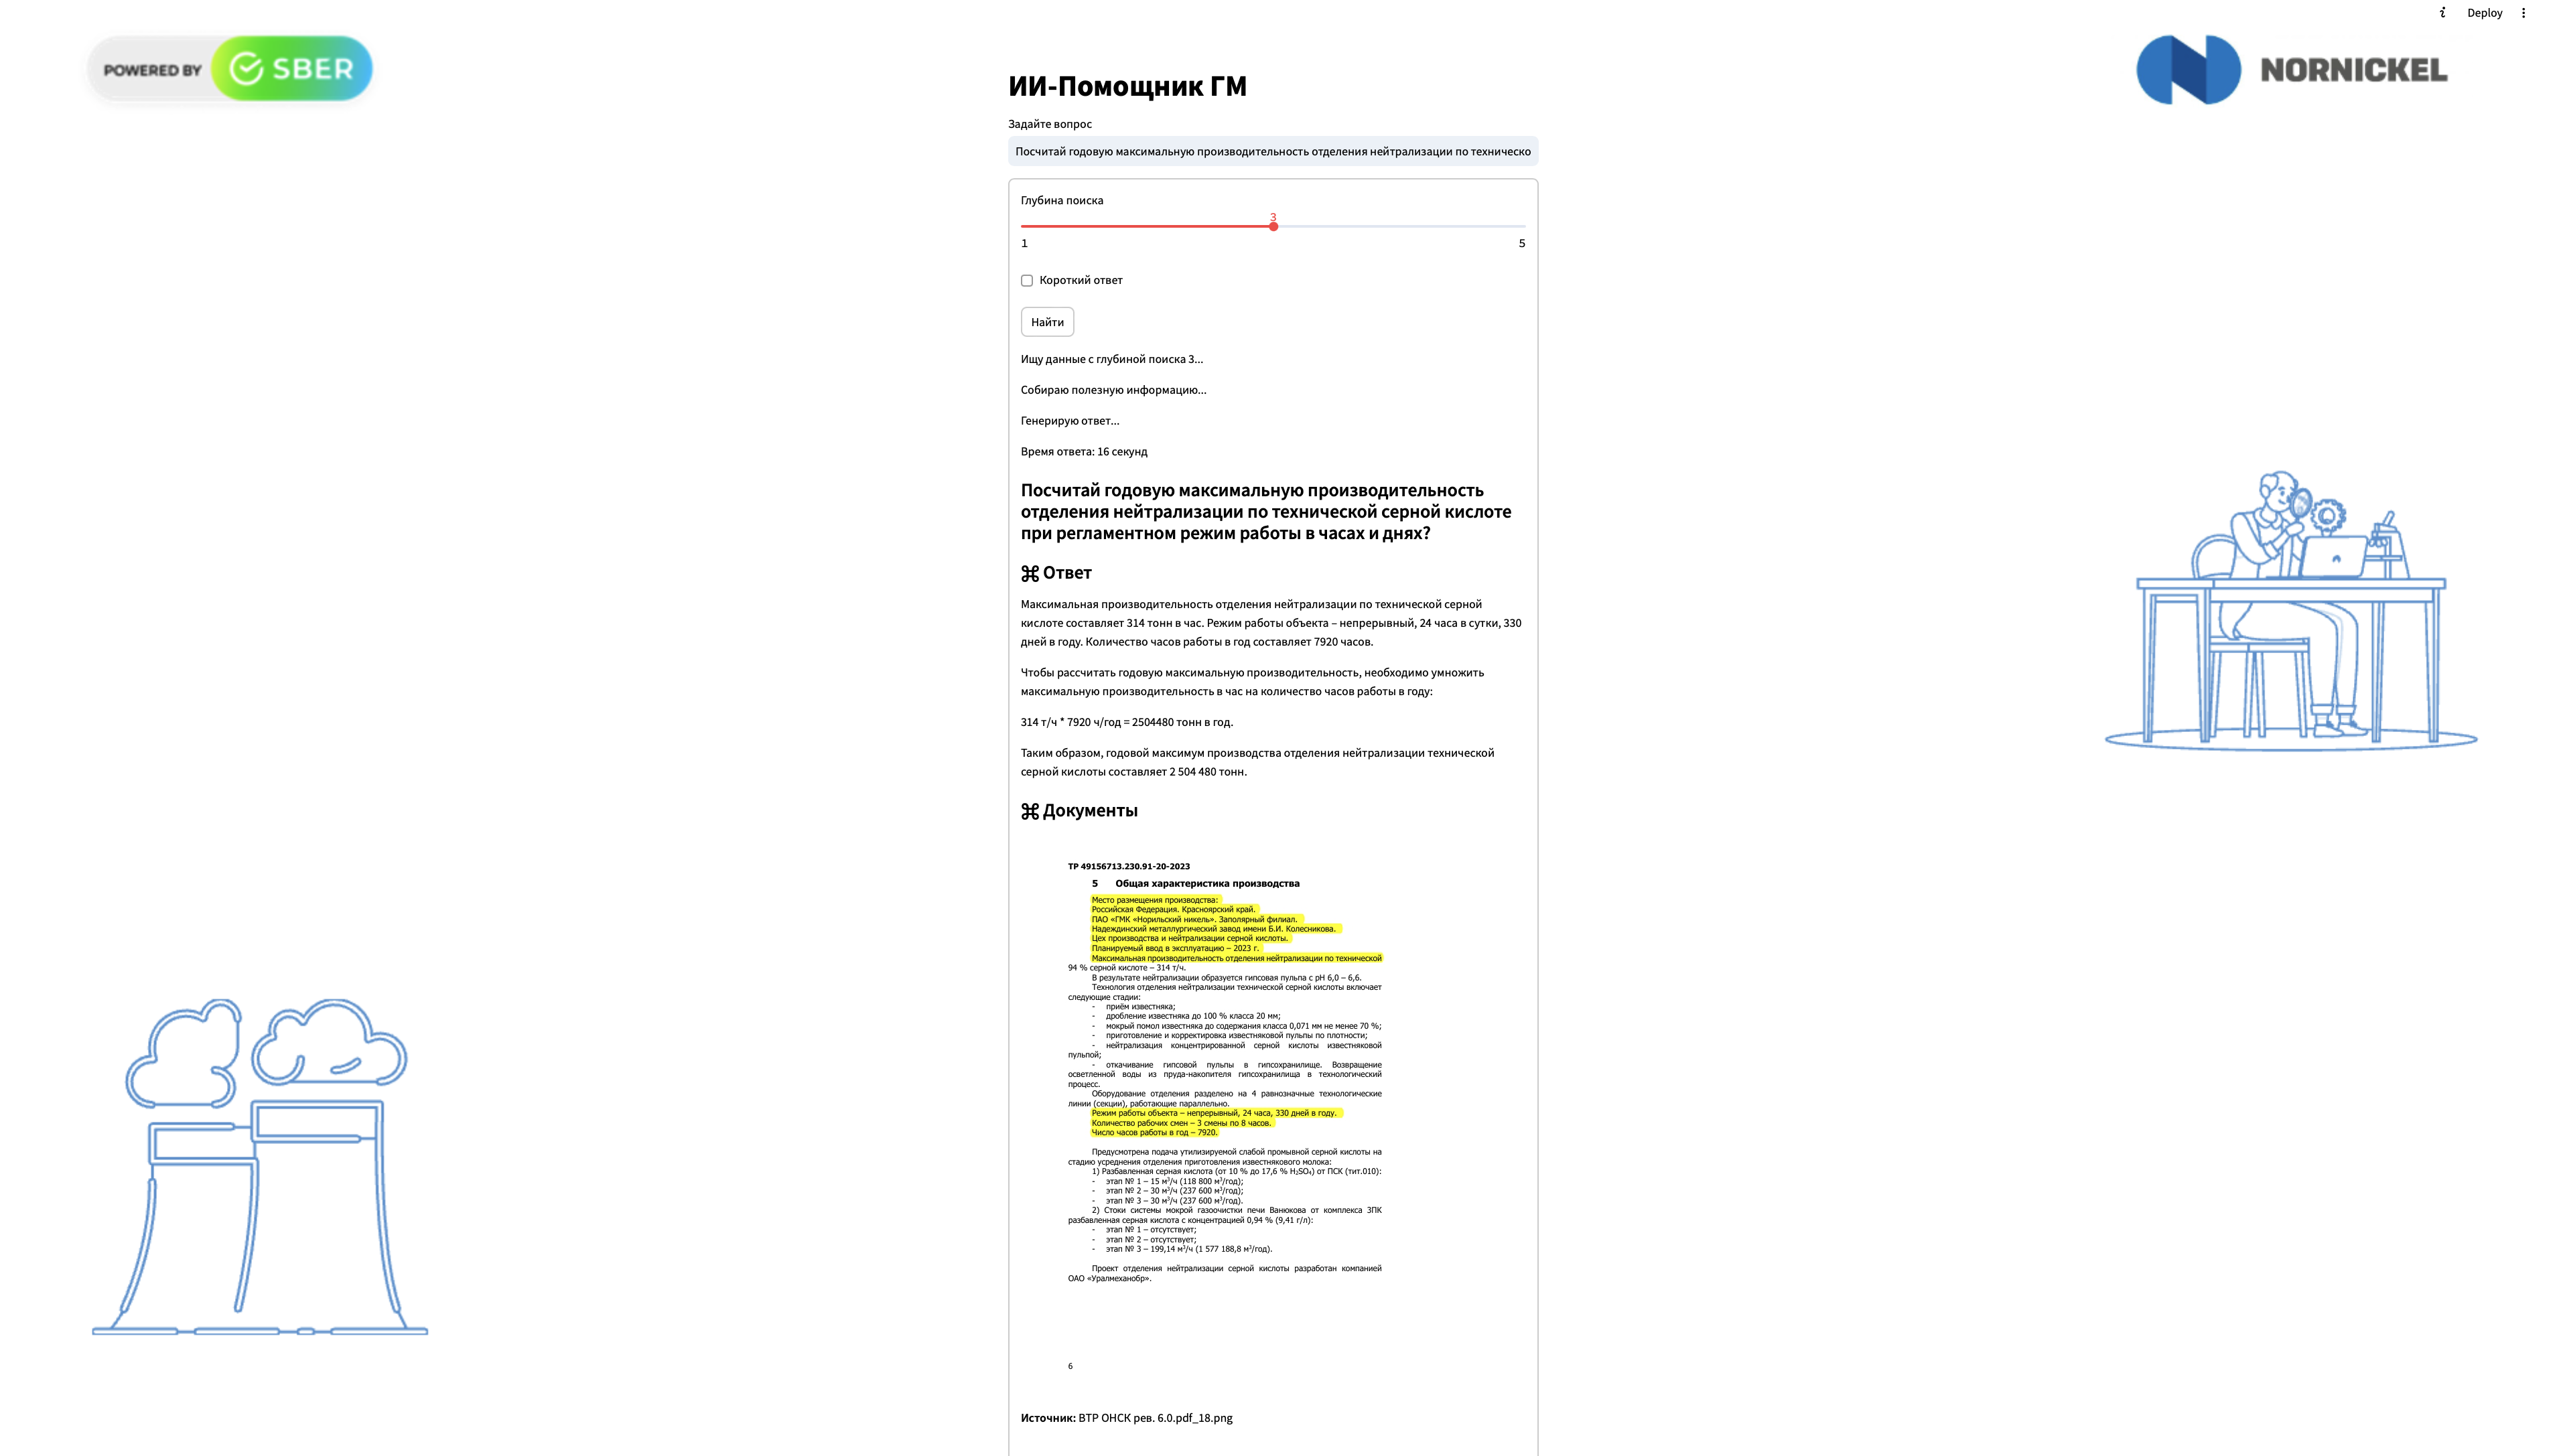 Deploy
POWERED BY SBER
NORNICKEL
ИИ-Помощник ГМ
Задайте вопрос
Посчитай годовую максимальную производительность отделения нейтрализации по техническо
Глубина поиска
3
1 5
Короткий ответ
Найти
Ищу данные с глубиной поиска 3...
Собираю полезную информацию...
Генерирую ответ...
Время ответа: 16 секунд
Посчитай годовую максимальную производительность
отделения нейтрализации по технической серной кислоте
при регламентном режим работы в часах и днях?
⌘ Ответ
Максимальная производительность отделения нейтрализации по технической серной
кислоте составляет 314 тонн в час. Режим работы объекта – непрерывный, 24 часа в сутки, 330
дней в году. Количество часов работы в год составляет 7920 часов.
Чтобы рассчитать годовую максимальную производительность, необходимо умножить
максимальную производительность в час на количество часов работы в году:
314 т/ч * 7920 ч/год = 2504480 тонн в год.
Таким образом, годовой максимум производства отделения нейтрализации технической
серной кислоты составляет 2 504 480 тонн.
⌘ Документы
ТР 49156713.230.91-20-2023
5 Общая характеристика производства
Место размещения производства:
Российская Федерация. Красноярский край.
ПАО «ГМК «Норильский никель». Заполярный филиал.
Надеждинский металлургический завод имени Б.И. Колесникова.
Цех производства и нейтрализации серной кислоты.
Планируемый ввод в эксплуатацию – 2023 г.
Максимальная производительность отделения нейтрализации по технической
94 % серной кислоте – 314 т/ч.
В результате нейтрализации образуется гипсовая пульпа с pH 6,0 – 6,6.
Технология отделения нейтрализации технической серной кислоты включает
следующие стадии:
- приём известняка;
- дробление известняка до 100 % класса 20 мм;
- мокрый помол известняка до содержания класса 0,071 мм не менее 70 %;
- приготовление и корректировка известняковой пульпы по плотности;
- нейтрализация концентрированной серной кислоты известняковой
пульпой;
- откачивание гипсовой пульпы в гипсохранилище. Возвращение
осветленной воды из пруда-накопителя гипсохранилища в технологический
процесс.
Оборудование отделения разделено на 4 равнозначные технологические
линии (секции), работающие параллельно.
Режим работы объекта – непрерывный, 24 часа, 330 дней в году.
Количество рабочих смен – 3 смены по 8 часов.
Число часов работы в год – 7920.
Предусмотрена подача утилизируемой слабой промывной серной кислоты на
стадию усреднения отделения приготовления известнякового молока:
1) Разбавленная серная кислота (от 10 % до 17,6 % H₂SO₄) от ПСК (тит.010):
- этап № 1 – 15 м³/ч (118 800 м³/год);
- этап № 2 – 30 м³/ч (237 600 м³/год);
- этап № 3 – 30 м³/ч (237 600 м³/год).
2) Стоки системы мокрой газоочистки печи Ванюкова от комплекса ЗПК
разбавленная серная кислота с концентрацией 0,94 % (9,41 г/л):
- этап № 1 – отсутствует;
- этап № 2 – отсутствует;
- этап № 3 – 199,14 м³/ч (1 577 188,8 м³/год).
Проект отделения нейтрализации серной кислоты разработан компанией
ОАО «Уралмеханобр».
6
Источник: ВТР ОНСК рев. 6.0.pdf_18.png